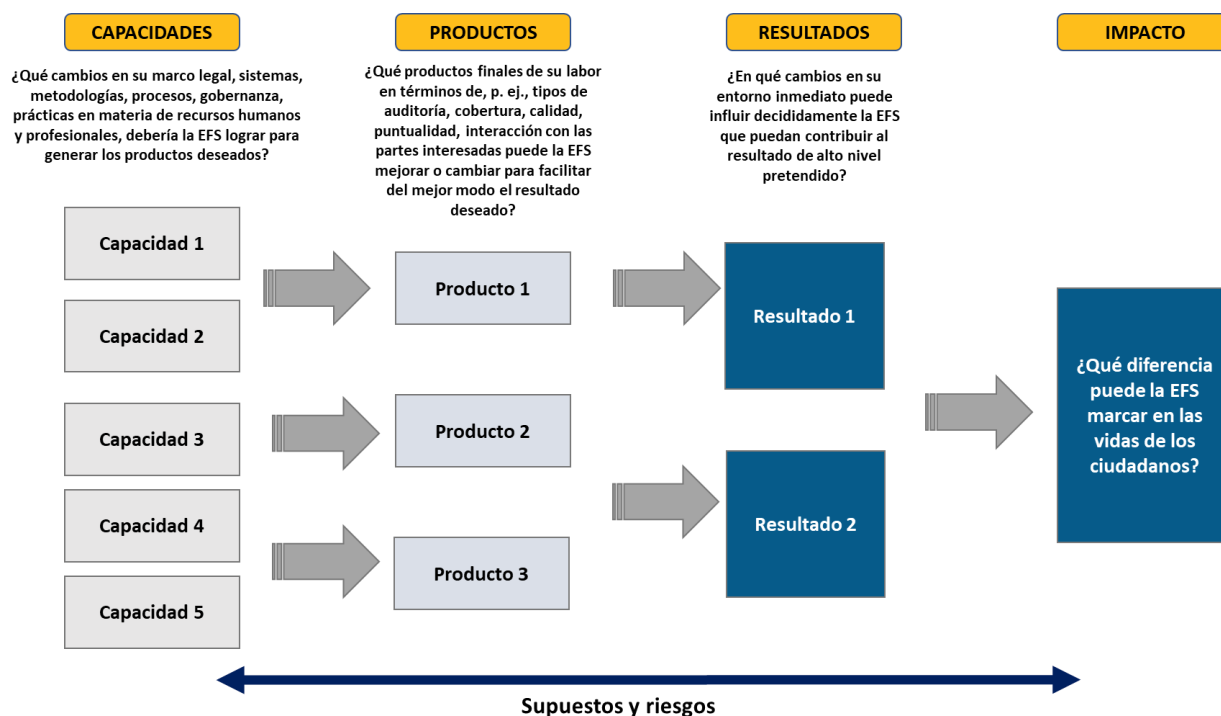 CAPACIDADES
¿Qué cambios en su marco legal, sistemas,
metodologías, procesos, gobernanza,
prácticas en materia de recursos humanos
y profesionales, debería la EFS lograr para
generar los productos deseados?
Capacidad 1
Capacidad 2
Capacidad 3
Capacidad 4
Capacidad 5
PRODUCTOS
¿Qué productos finales de su labor
en términos de, p. ej., tipos de
auditoría, cobertura, calidad,
puntualidad, interacción con las
partes interesadas puede la EFS
mejorar o cambiar para facilitar
del mejor modo el resultado
deseado?
Producto 1
Producto 2
Producto 3
RESULTADOS
¿En qué cambios en su
entorno inmediato puede
influir decididamente la EFS
que puedan contribuir al
resultado de alto nivel
pretendido?
Resultado 1
Resultado 2
IMPACTO
¿Qué diferencia
puede la EFS
marcar en las
vidas de los
ciudadanos?
Supuestos y riesgos